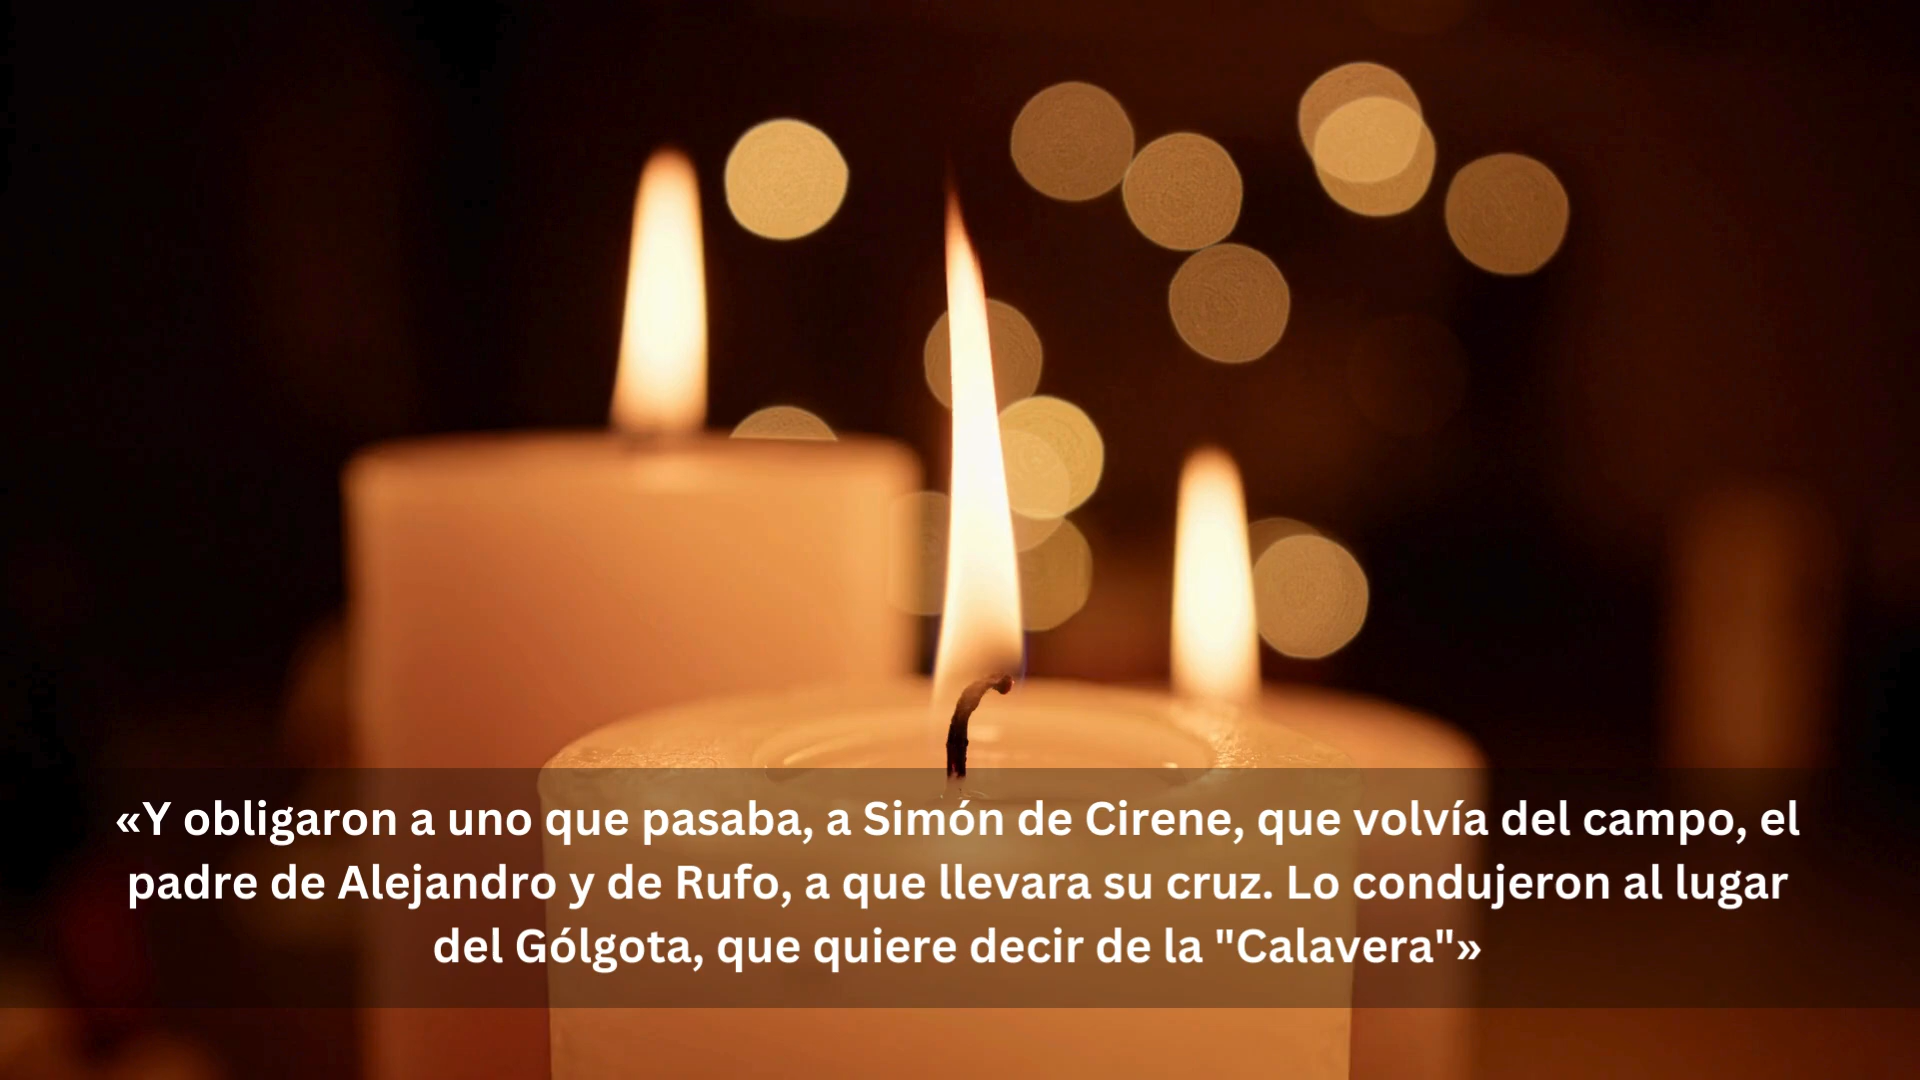 «Y obligaron a uno que pasaba, a Simón de Cirene, que volvía del campo, el
padre de Alejandro y de Rufo, a que llevara su cruz. Lo condujeron al lugar
del Gólgota, que quiere decir de la "Calavera"»